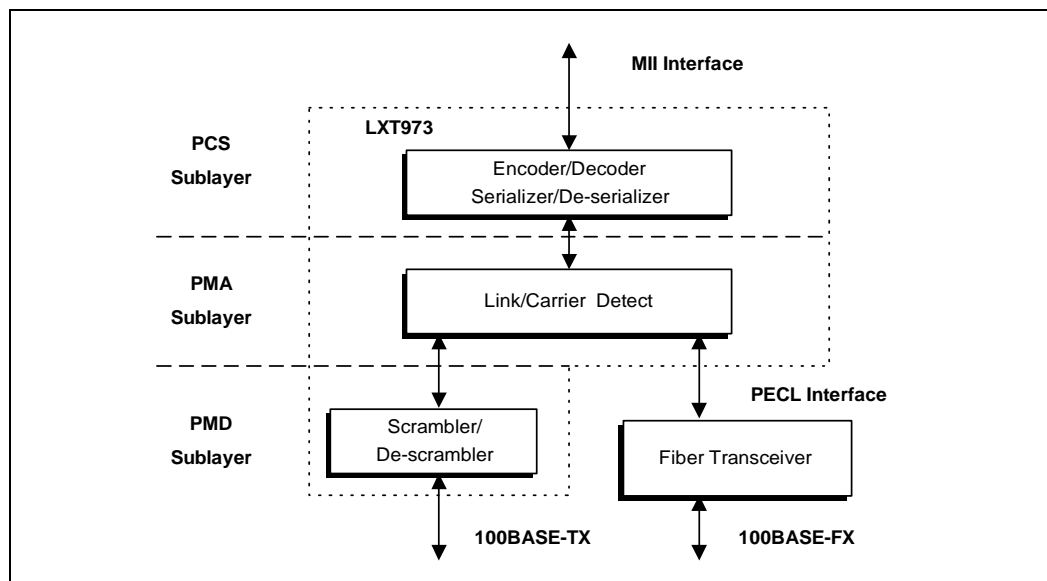 MII Interface
LXT973
PCS
Sublayer
Encoder/Decoder
Serializer/De-serializer
PMA
Sublayer
Link/Carrier Detect
PECL Interface
PMD
Sublayer
Scrambler/
De-scrambler
Fiber Transceiver
100BASE-TX
100BASE-FX